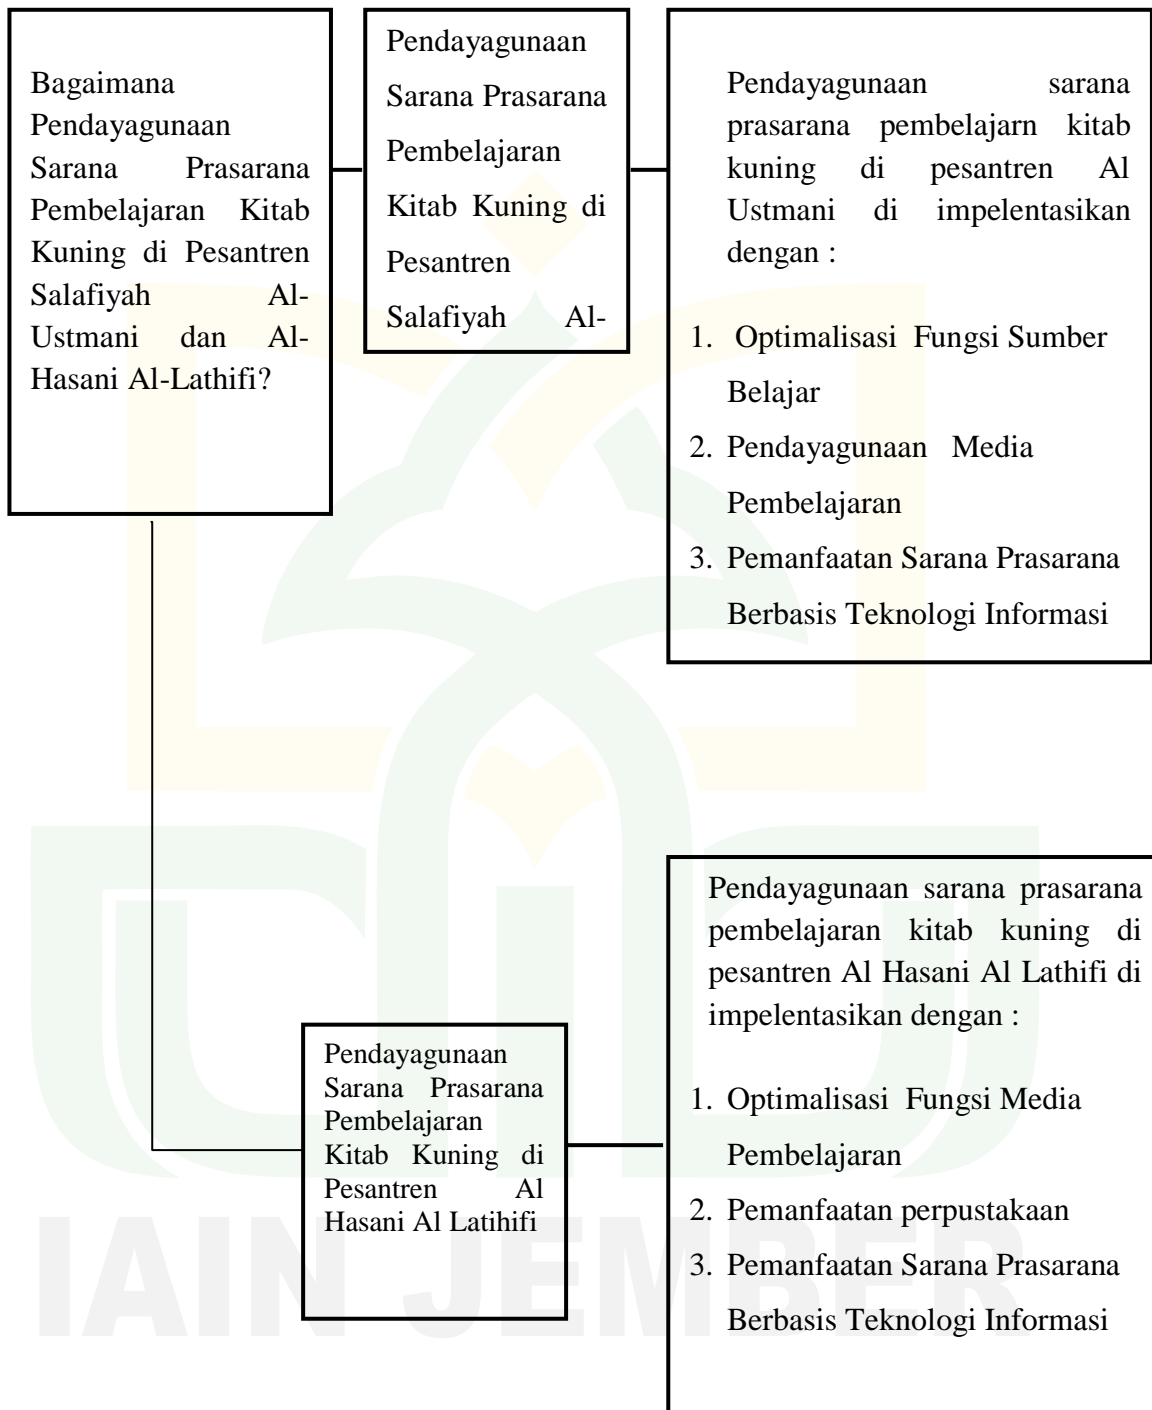 Bagaimana
Pendayagunaan
Sarana Prasarana
Pembelajaran Kitab
Kuning di Pesantren
Salafiyah Al-
Ustmani dan Al-
Hasani Al-Lathifi?
Pendayagunaan
Sarana Prasarana
Pembelajaran
Kitab Kuning di
Pesantren
Salafiyah Al-
Pendayagunaan sarana
prasarana pembelajarn kitab
kuning di pesantren Al
Ustmani di impelentasikan
dengan :
1. Optimalisasi Fungsi Sumber
Belajar
2. Pendayagunaan Media
Pembelajaran
3. Pemanfaatan Sarana Prasarana
Berbasis Teknologi Informasi
Pendayagunaan
Sarana Prasarana
Pembelajaran
Kitab Kuning di
Pesantren Al
Hasani Al Latihifi
Pendayagunaan sarana prasarana
pembelajaran kitab kuning di
pesantren Al Hasani Al Lathifi di
impelentasikan dengan :
1. Optimalisasi Fungsi Media
Pembelajaran
2. Pemanfaatan perpustakaan
3. Pemanfaatan Sarana Prasarana
Berbasis Teknologi Informasi
IAIN JEMBER